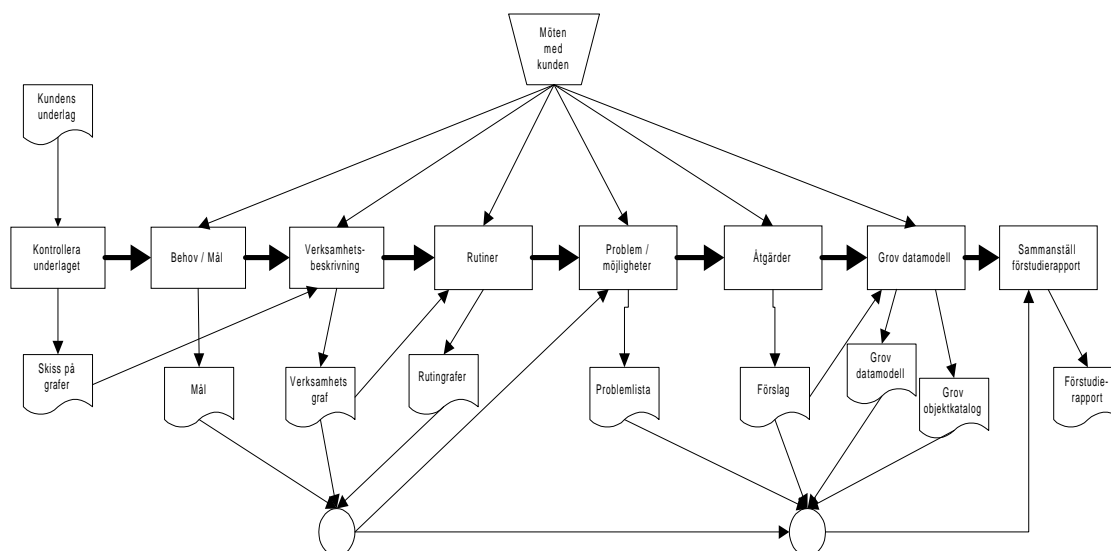 Möten
med
kunden
Kundens
underlag
Kontrollera
underlaget
Behov / Mål
Verksamhets-
beskrivning
Rutiner
Problem /
möjligheter
Åtgärder
Grov datamodell
Sammanställ
förstudierapport
Skiss på
grafer
Mål
Verksamhets
graf
Rutingrafer
Problemlista
Förslag
Grov
datamodell
Grov
objektkatalog
Förstudie-
rapport